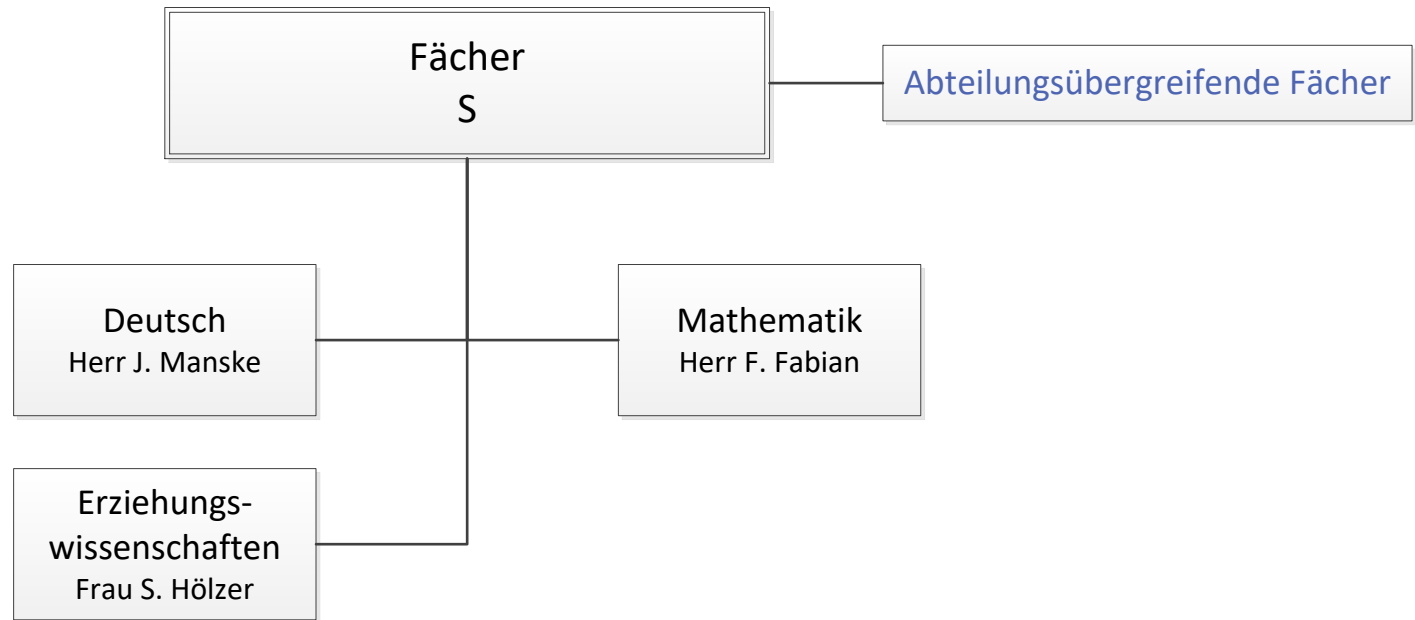 Fächer
S
Abteilungsübergreifende Fächer
Deutsch
Herr J. Manske
Mathematik
Herr F. Fabian
Erziehungs-
wissenschaften
Frau S. Hölzer